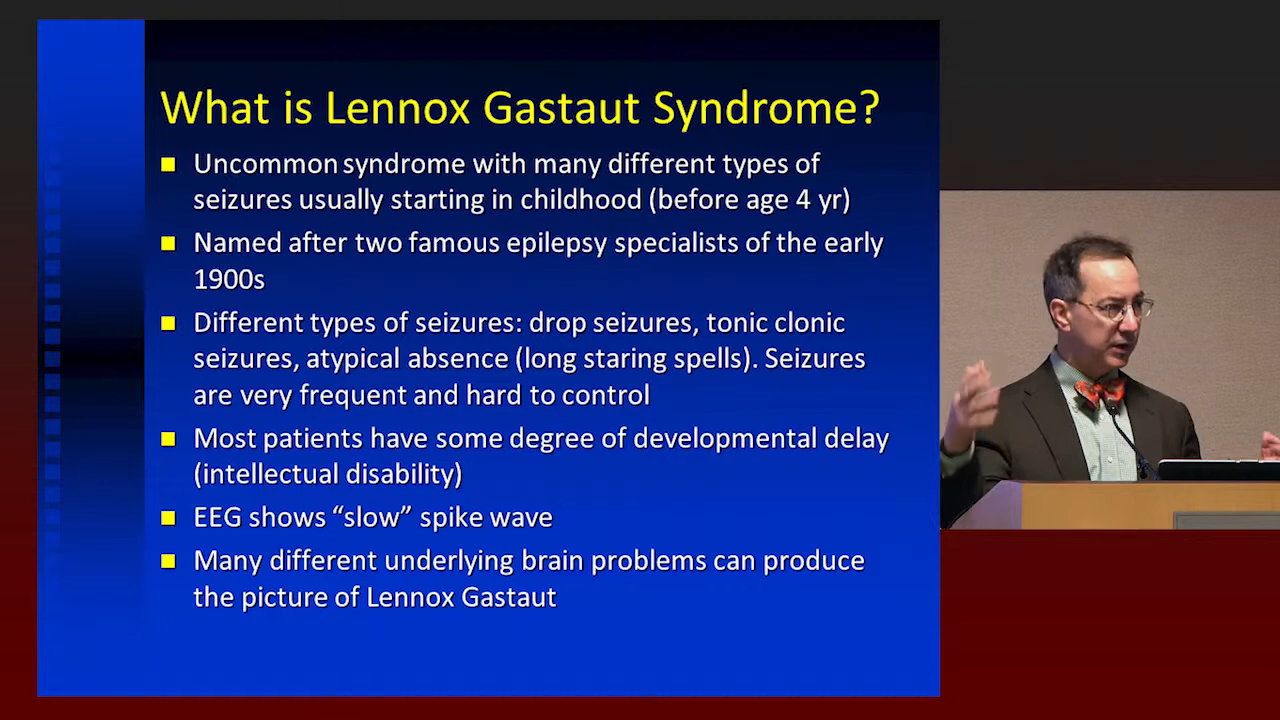 What is Lennox Gastaut Syndrome?
Uncommon syndrome with many different types of
seizures usually starting in childhood (before age 4 yr)
Named after two famous epilepsy specialists of the early
1900s
Different types of seizures: drop seizures, tonic clonic
seizures, atypical absence (long staring spells). Seizures
are very frequent and hard to control
Most patients have some degree of developmental delay
(intellectual disability)
EEG shows “slow” spike wave
Many different underlying brain problems can produce
the picture of Lennox Gastaut